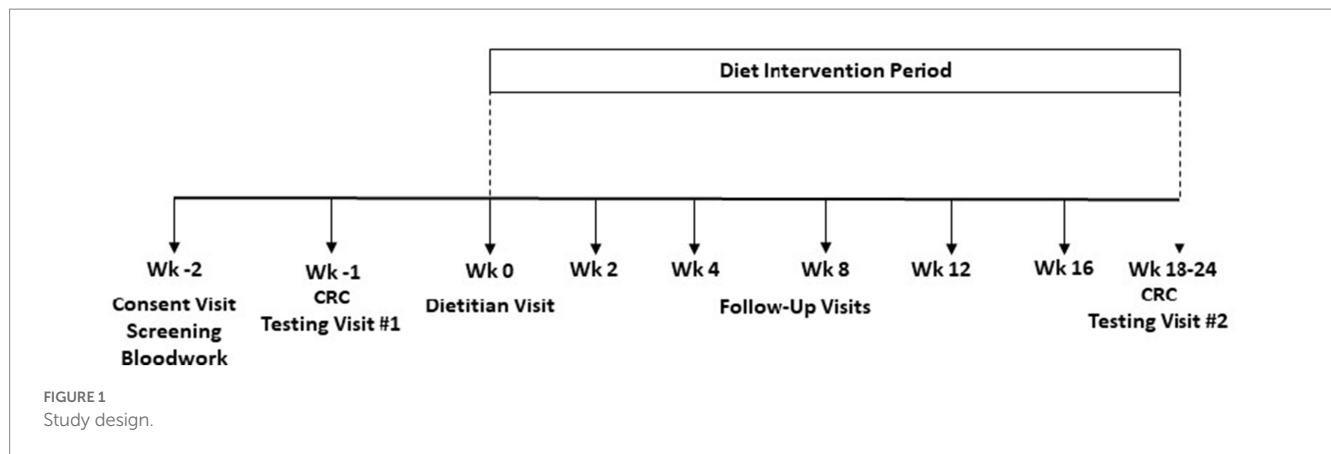 Diet Intervention Period
Wk -2
Consent Visit
Screening
Bloodwork
Wk -1
CRC
Testing Visit #1
Wk 0
Dietitian Visit
Wk 2
Wk 4
Wk 8
Follow-Up Visits
Wk 12
Wk 16
Wk 18-24
CRC
Testing Visit #2
FIGURE 1
Study design.